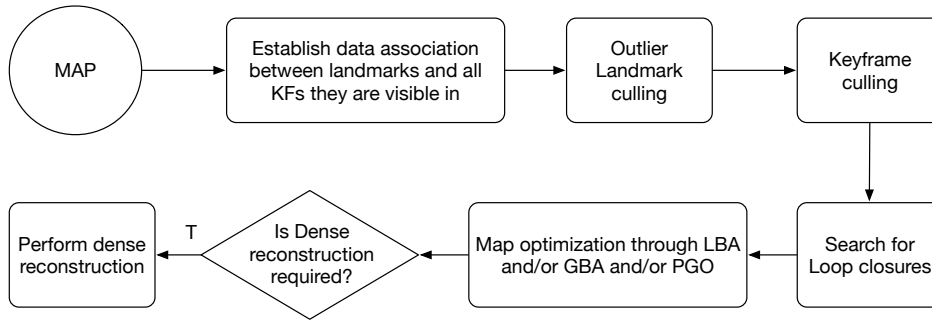 MAP
Establish data association
between landmarks and all
KFs they are visible in
Outlier
Landmark
culling
Keyframe
culling
Search for
Loop closures
Map optimization through LBA
and/or GBA and/or PGO
Is Dense
reconstruction
required?
T
Perform dense
reconstruction